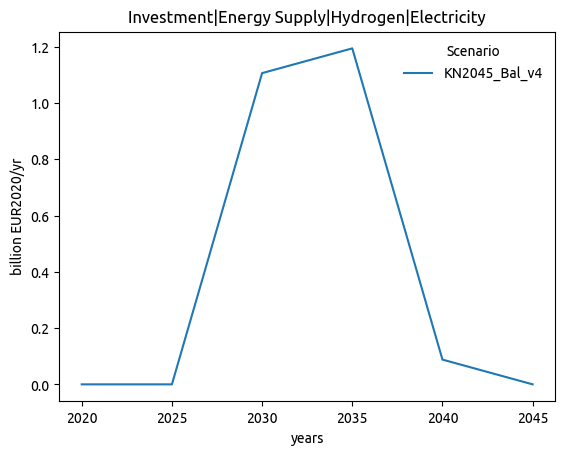 Investment|Energy Supply|Hydrogen|Electricity
Scenario
KN2045_Bal_v4
billion EUR2020/yr
1.2
1.0
0.8
0.6
0.4
0.2
0.0
2020 2025 2030 2035 2040 2045
years